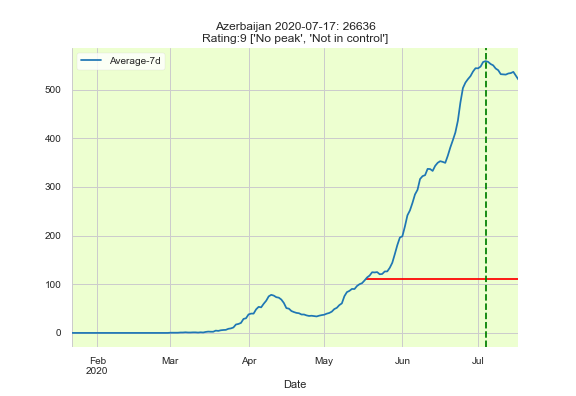 Azerbaijan 2020-07-17: 26636
Rating:9 ['No peak', 'Not in control']
Average-7d
500
400
300
200
100
0
Feb
2020
Mar
Apr
May
Jun
Jul
Date